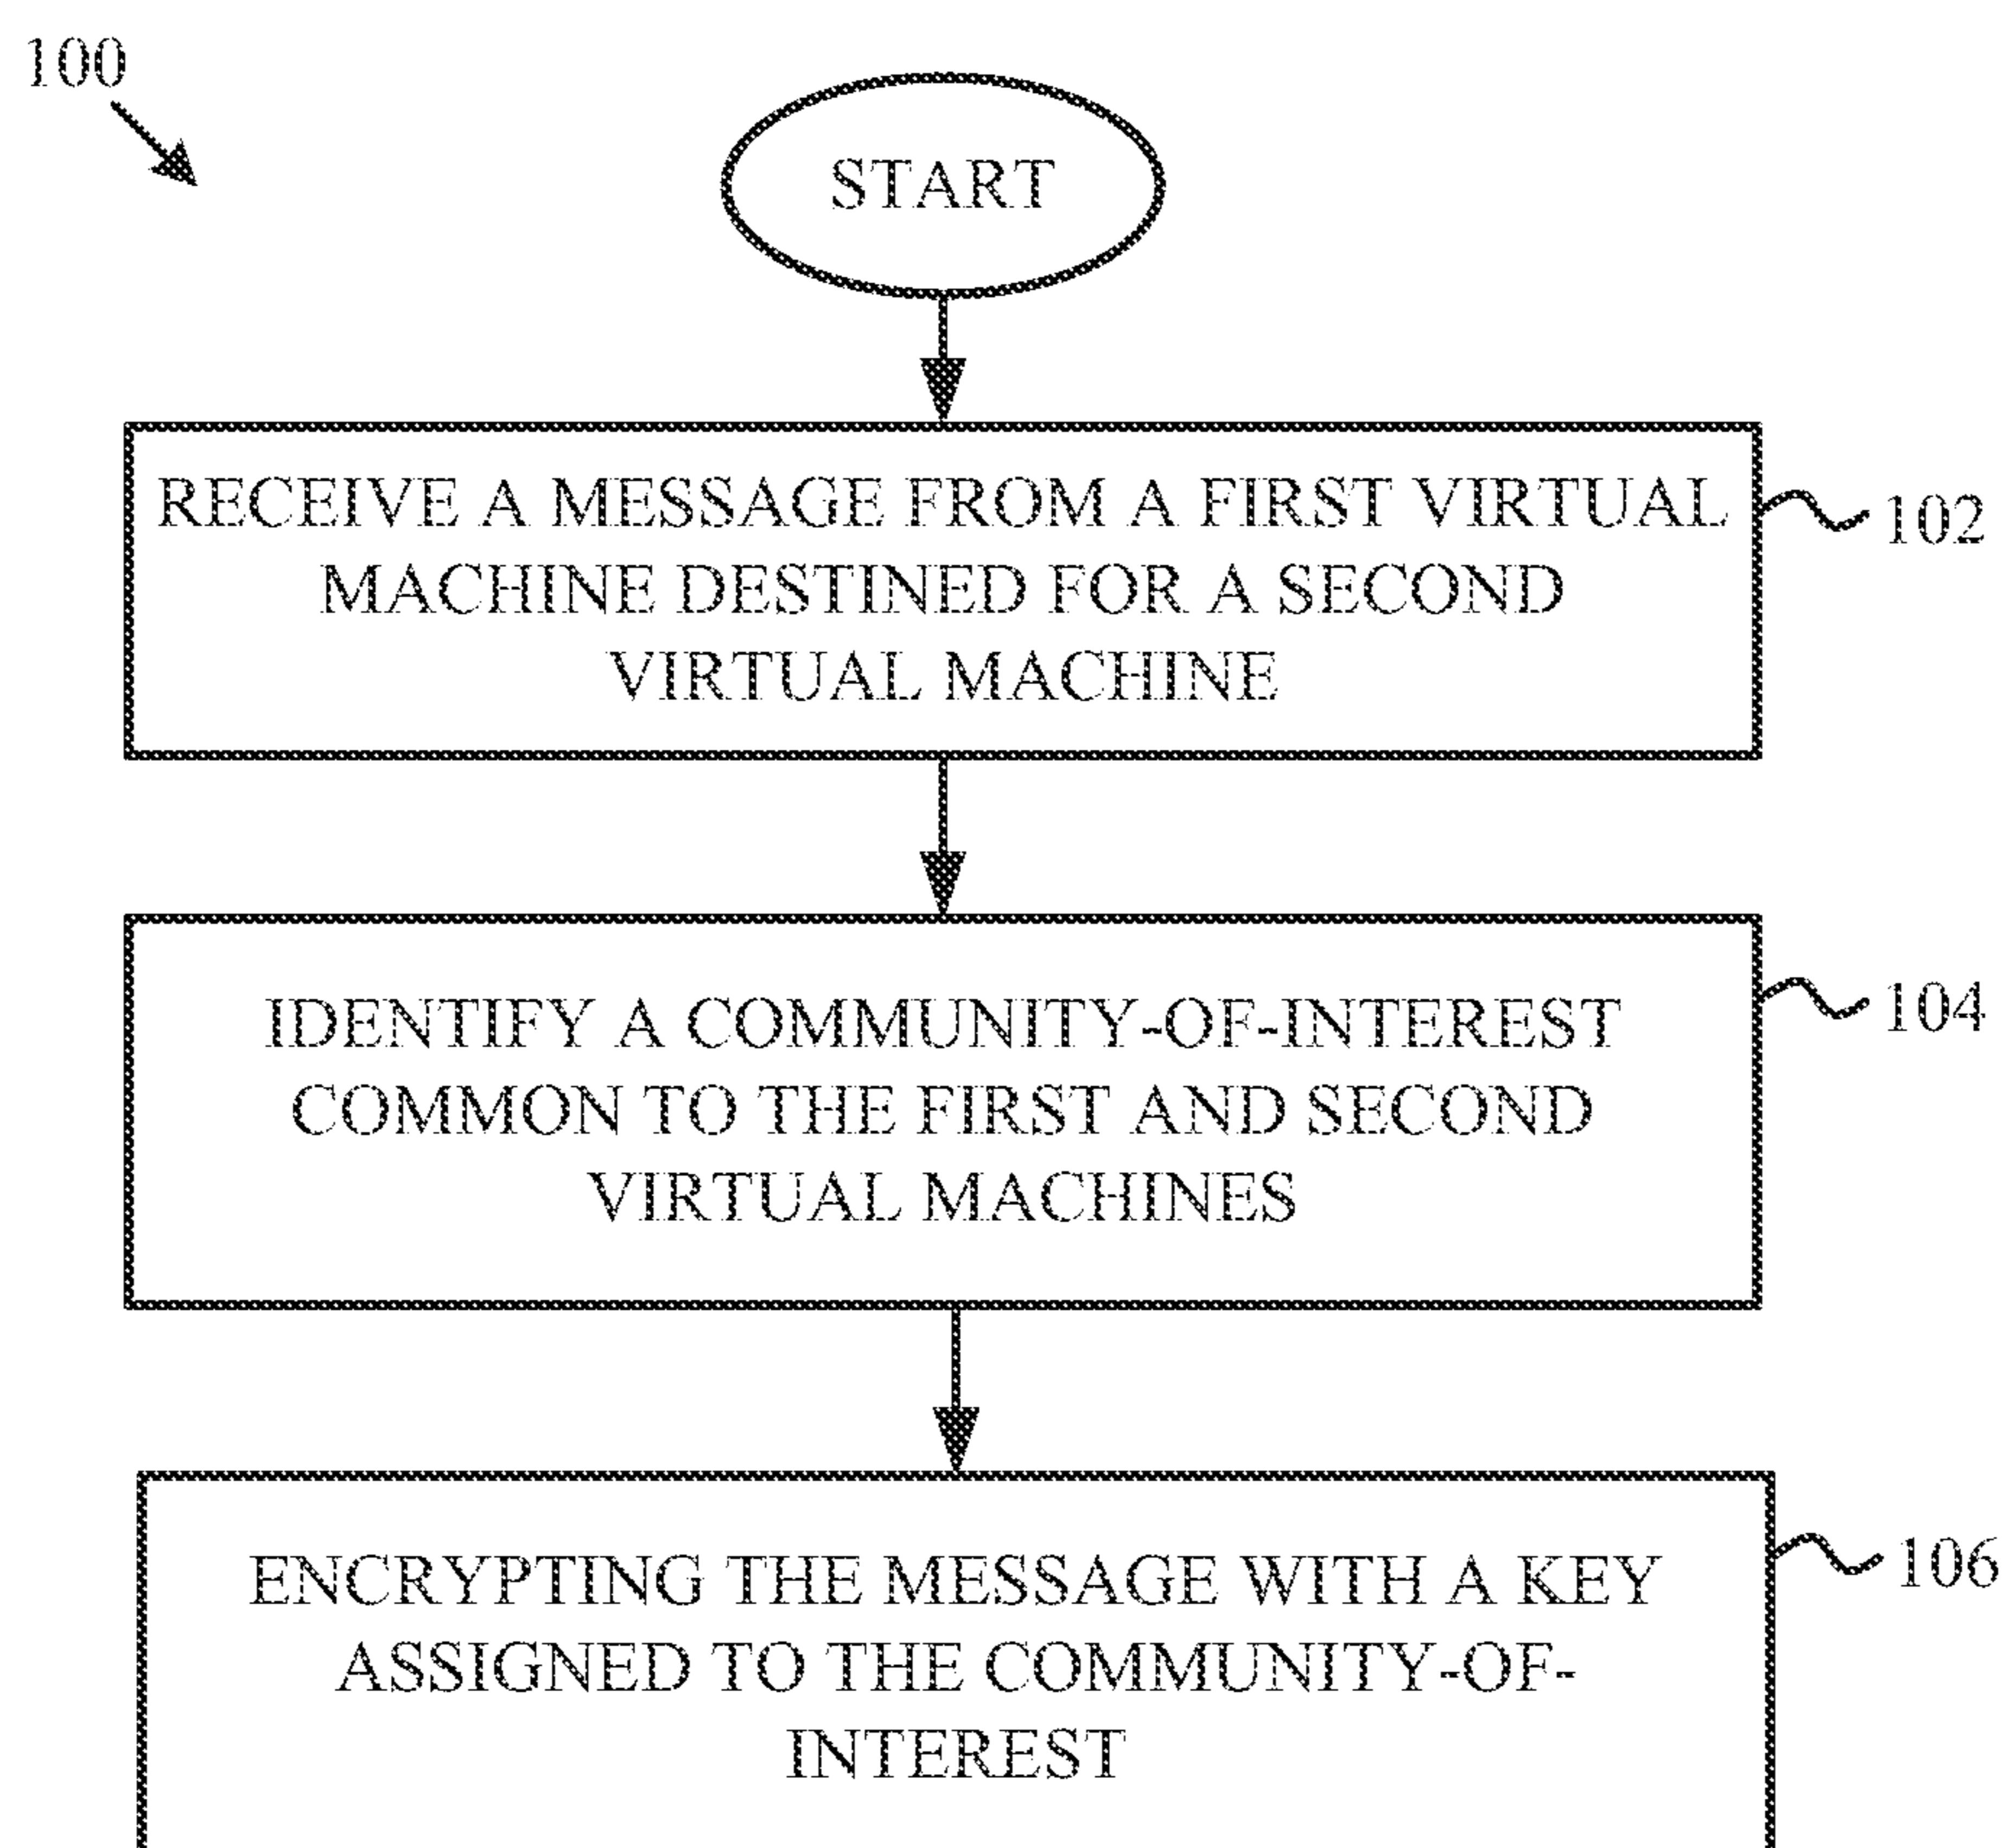 100
START
RECEIVE A MESSAGE FROM A FIRST VIRTUAL
MACHINE DESTINED FOR A SECOND
VIRTUAL MACHINE
102
IDENTIFY A COMMUNITY-OF-INTEREST
COMMON TO THE FIRST AND SECOND
VIRTUAL MACHINES
104
ENCRYPTING THE MESSAGE WITH A KEY
ASSIGNED TO THE COMMUNITY-OF-
INTEREST
106